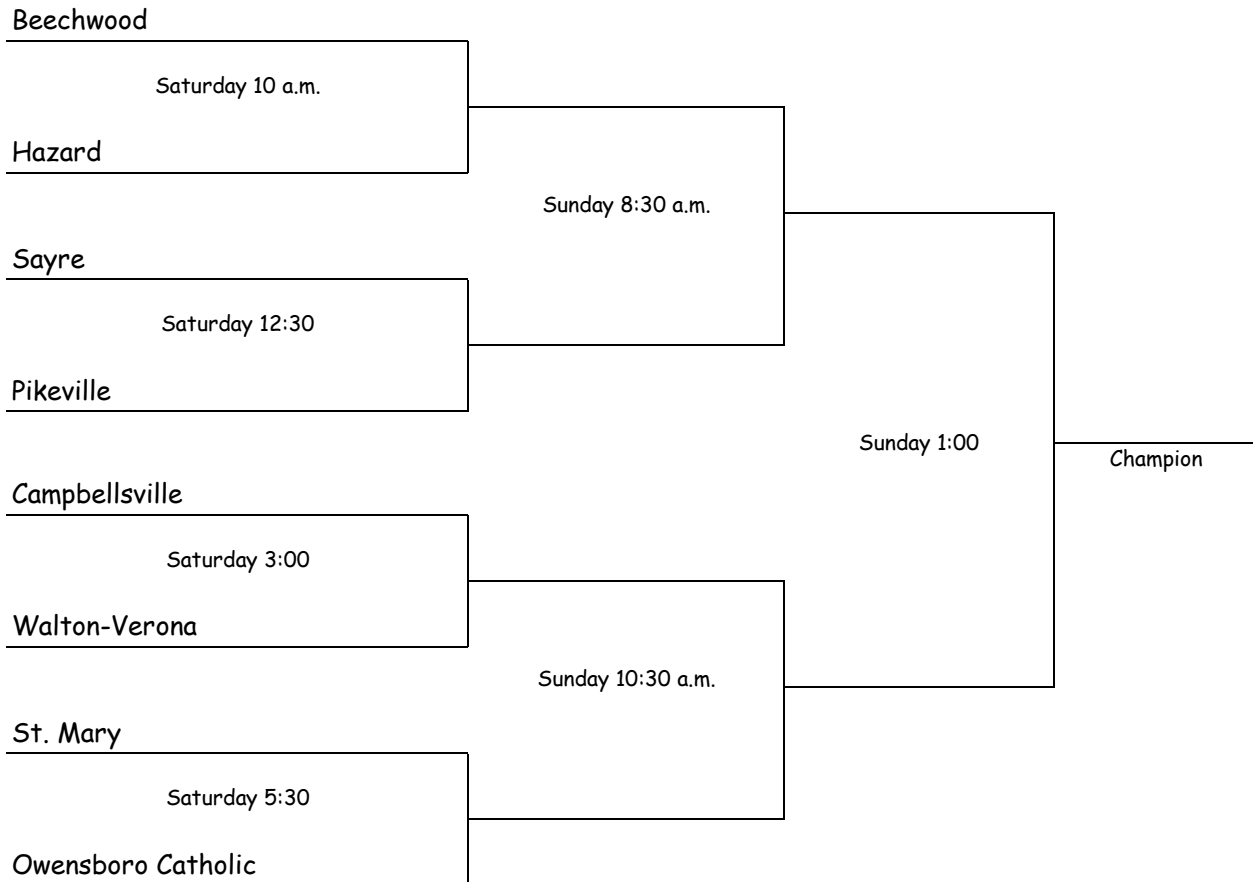 Beechwood
Saturday 10 a.m.
Hazard
Sunday 8:30 a.m.
Sayre
Saturday 12:30
Pikeville
Sunday 1:00
Champion
Campbellsville
Saturday 3:00
Walton-Verona
Sunday 10:30 a.m.
St. Mary
Saturday 5:30
Owensboro Catholic